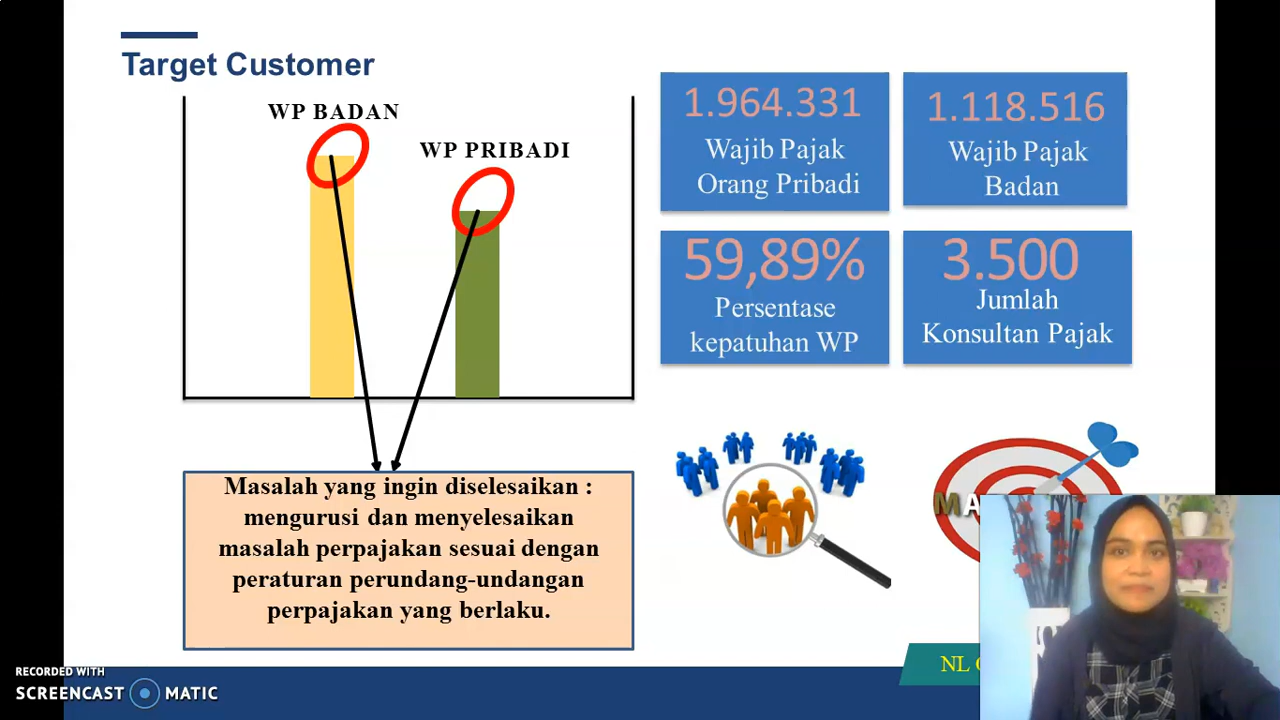 Target Customer
WP BADAN
WP PRIBADI
1.964.331
Wajib Pajak
Orang Pribadi
1.118.516
Wajib Pajak
Badan
59,89%
Persentase
kepatuhan WP
3.500
Jumlah
Konsultan Pajak
Masalah yang ingin diselesaikan :
mengurusi dan menyelesaikan
masalah perpajakan sesuai dengan
peraturan perundang-undangan
perpajakan yang berlaku.
NL
RECORDED WITH
SCREENCAST MATIC